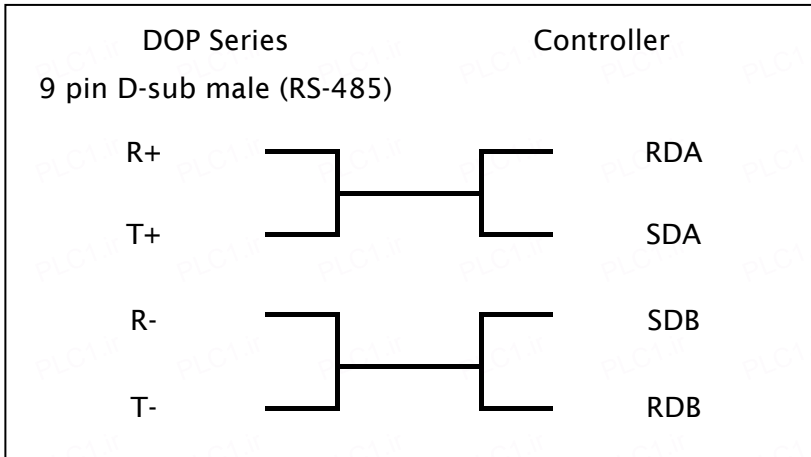 DOP Series Controller
9 pin D-sub male (RS-485)
R+ RDA
T+ SDA
R- SDB
T- RDB